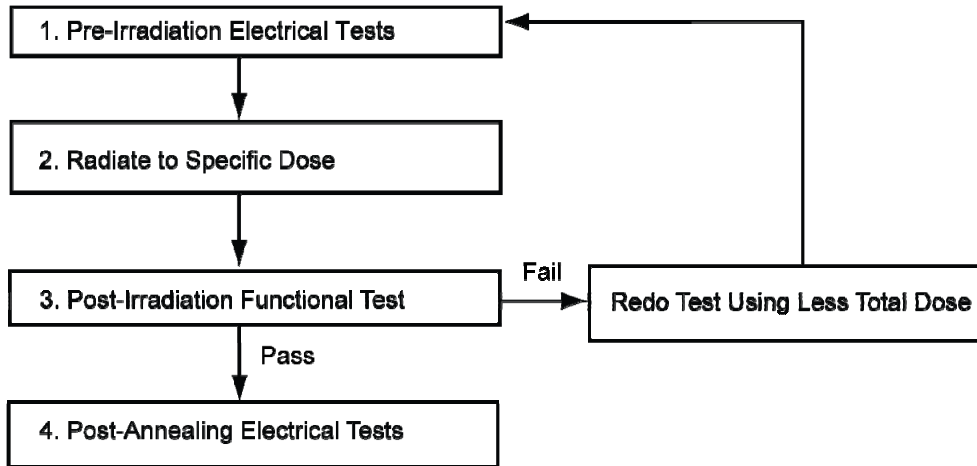 1. Pre-Irradiation Electrical Tests
2. Radiate to Specific Dose
3. Post-Irradiation Functional Test
Fail
Redo Test Using Less Total Dose
Pass
4. Post-Annealing Electrical Tests